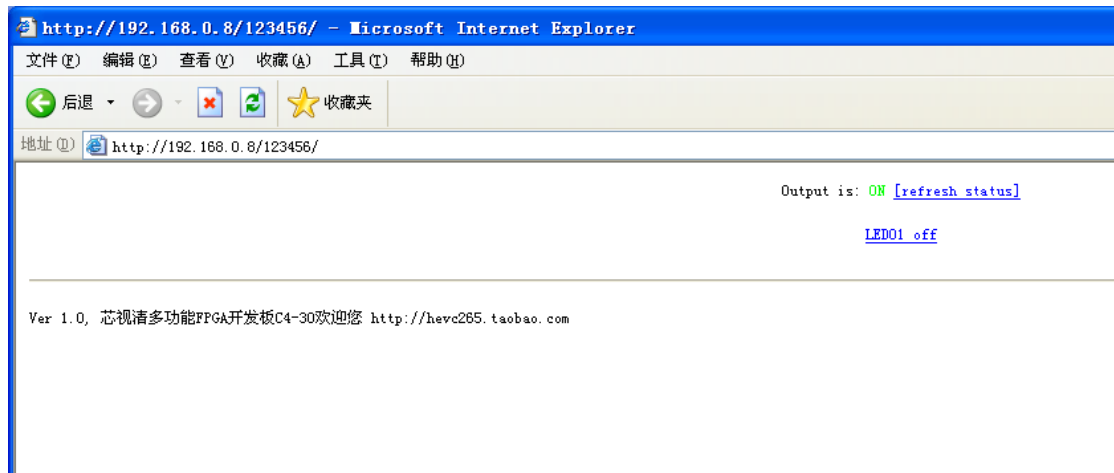 http://192.168.0.8/123456/ - Microsoft Internet Explorer
文件(F) 编辑(E) 查看(V) 收藏(A) 工具(T) 帮助(H)
后退 收藏夹
地址(D) http://192.168.0.8/123456/
Output is: ON [refresh status]
LED01 off
Ver 1.0, 芯视清多功能FPGA开发板C4-30欢迎您 http://hevc265.taobao.com